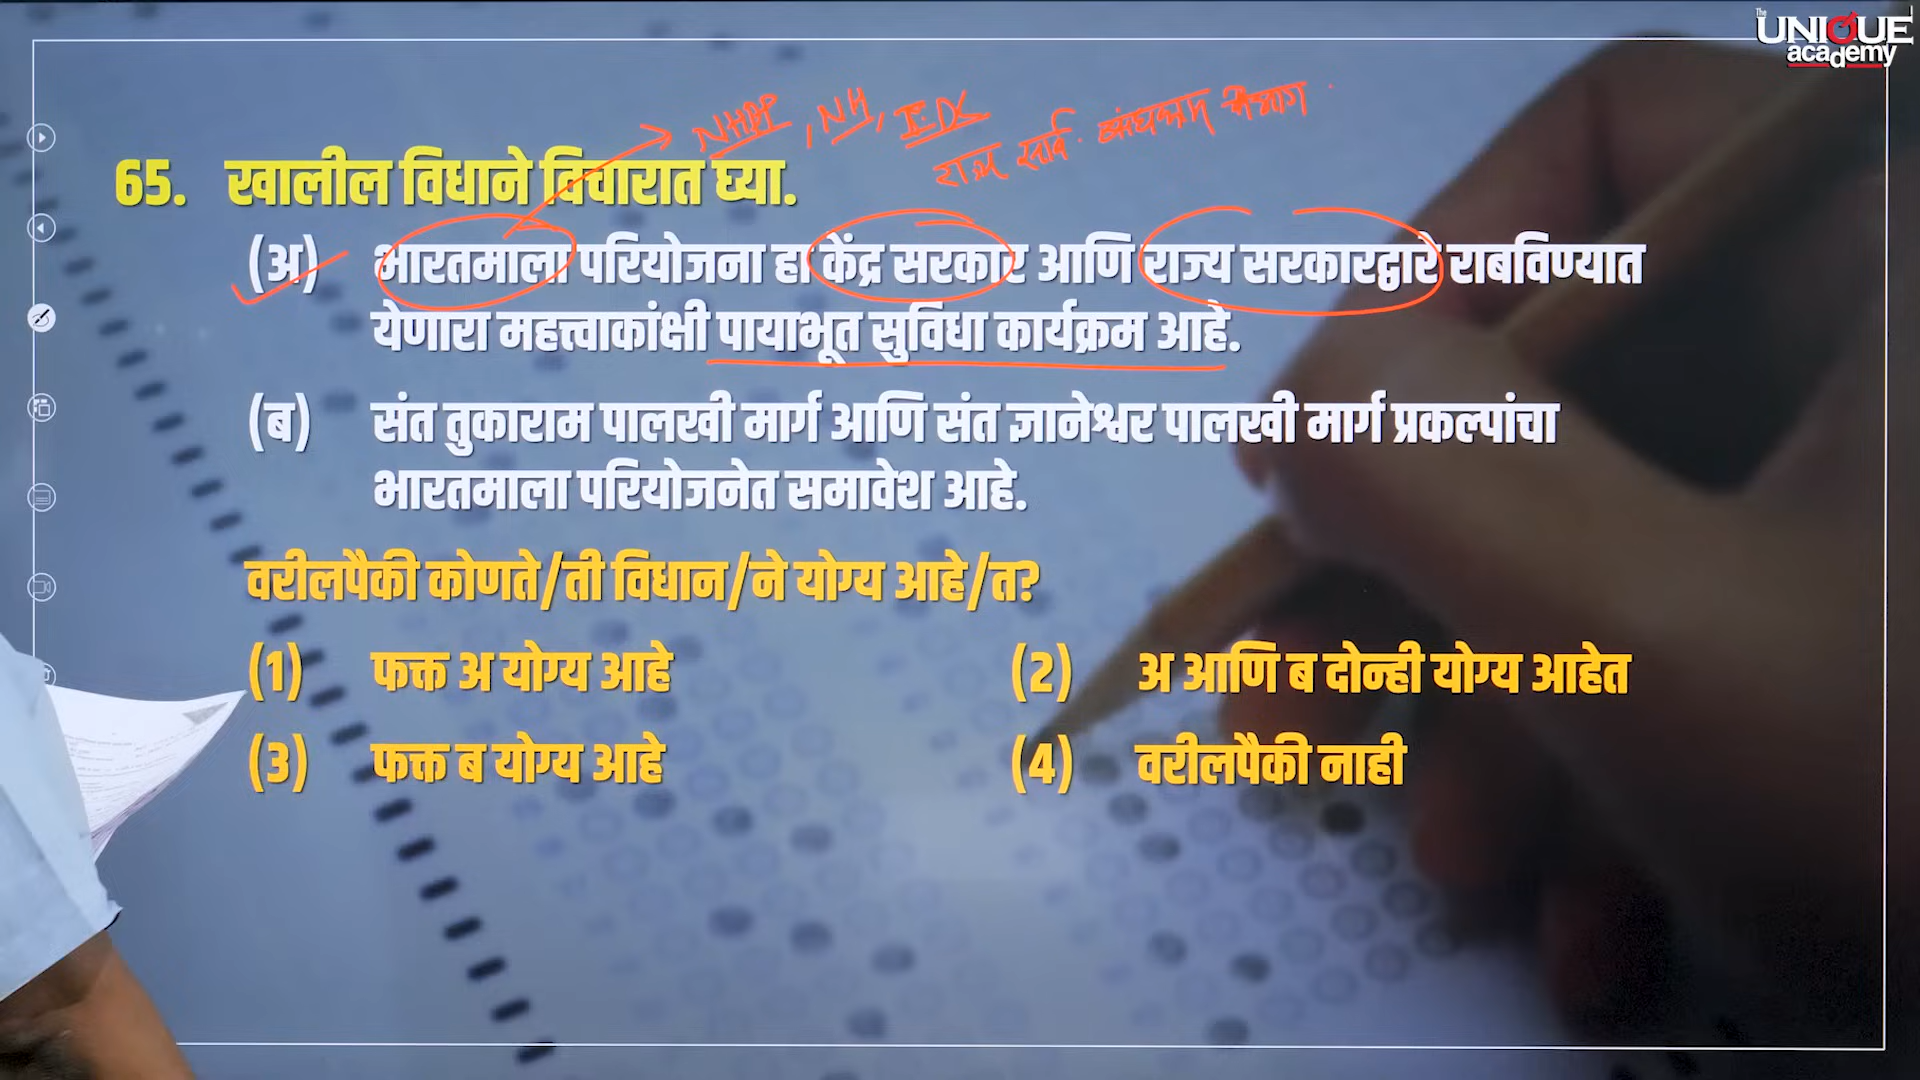 The
UNIQUE
academy
NH, EDC
राज्य सार्व. बांधकाम विभाग
65. खालील विधाने विचारात घ्या.
(अ) भारतमाला परियोजना हा केंद्र सरकार आणि राज्य सरकारद्वारे राबविण्यात
येणारा महत्त्वाकांक्षी पायाभूत सुविधा कार्यक्रम आहे.
(ब) संत तुकाराम पालखी मार्ग आणि संत ज्ञानेश्वर पालखी मार्ग प्रकल्पांचा
भारतमाला परियोजनेत समावेश आहे.
वरीलपैकी कोणते/ती विधान/ने योग्य आहे/त?
(1) फक्त अ योग्य आहे (2) अ आणि ब दोन्ही योग्य आहेत
(3) फक्त ब योग्य आहे (4) वरीलपैकी नाही